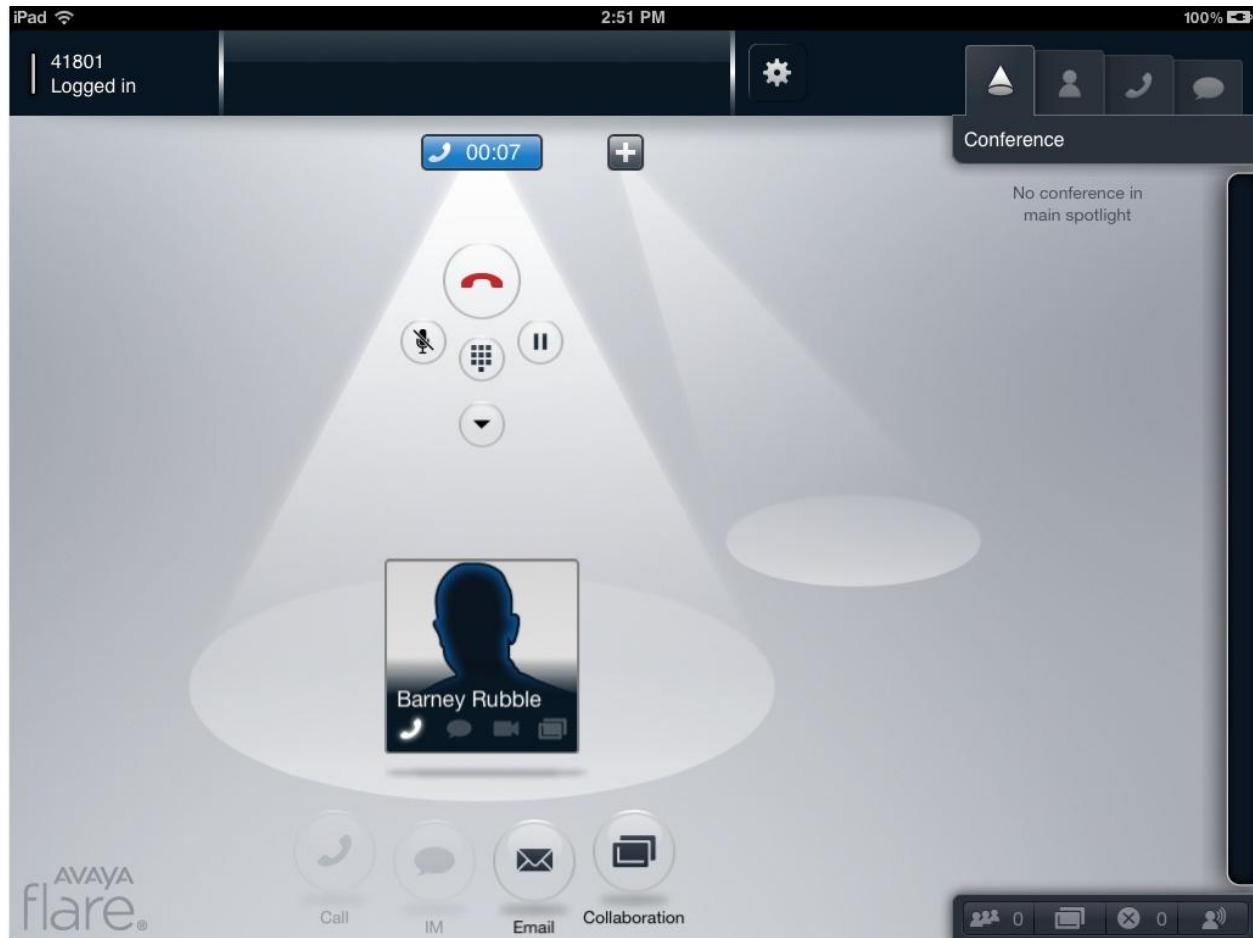 iPad 2:51 PM 100%
41801
Logged in
00:07
Conference
No conference in
main spotlight
Barney Rubble
AVAYA
flare®
Call IM Email Collaboration
0 0